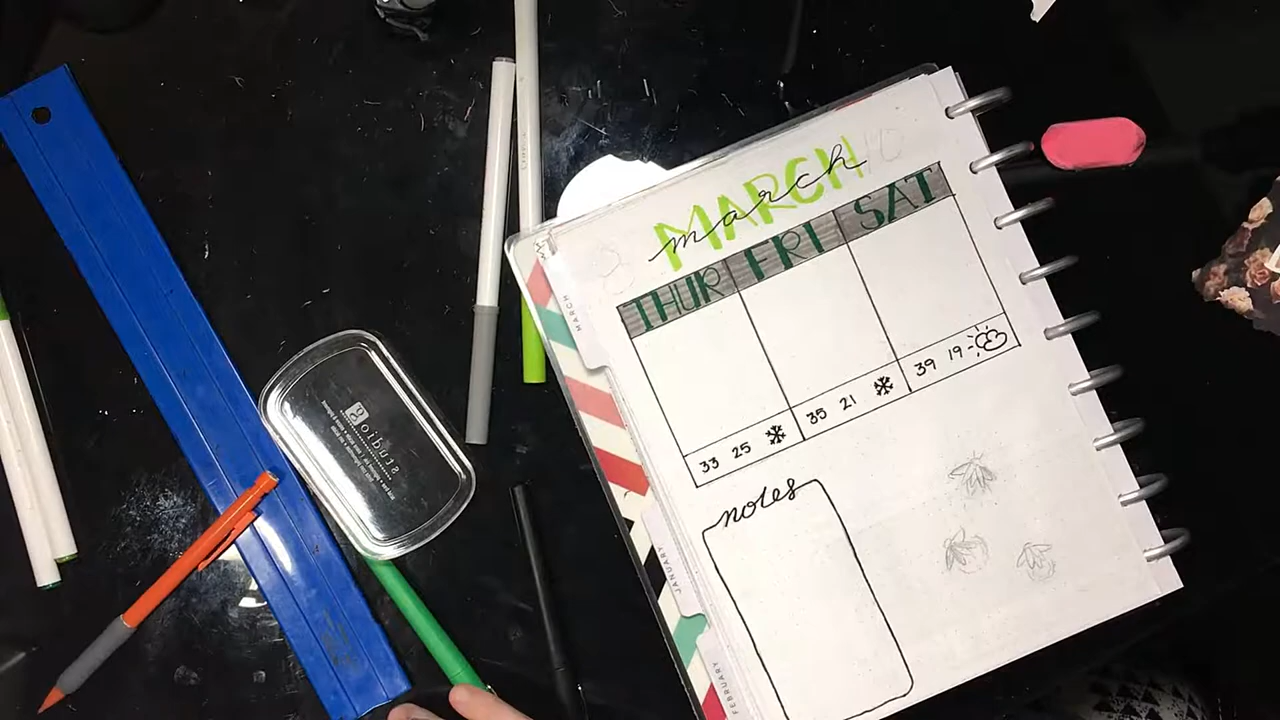 MARCH
march
THUR FRI SAT
33 25
35 21
39 19
notes
MARCH
JANUARY
FEBRUARY
studio